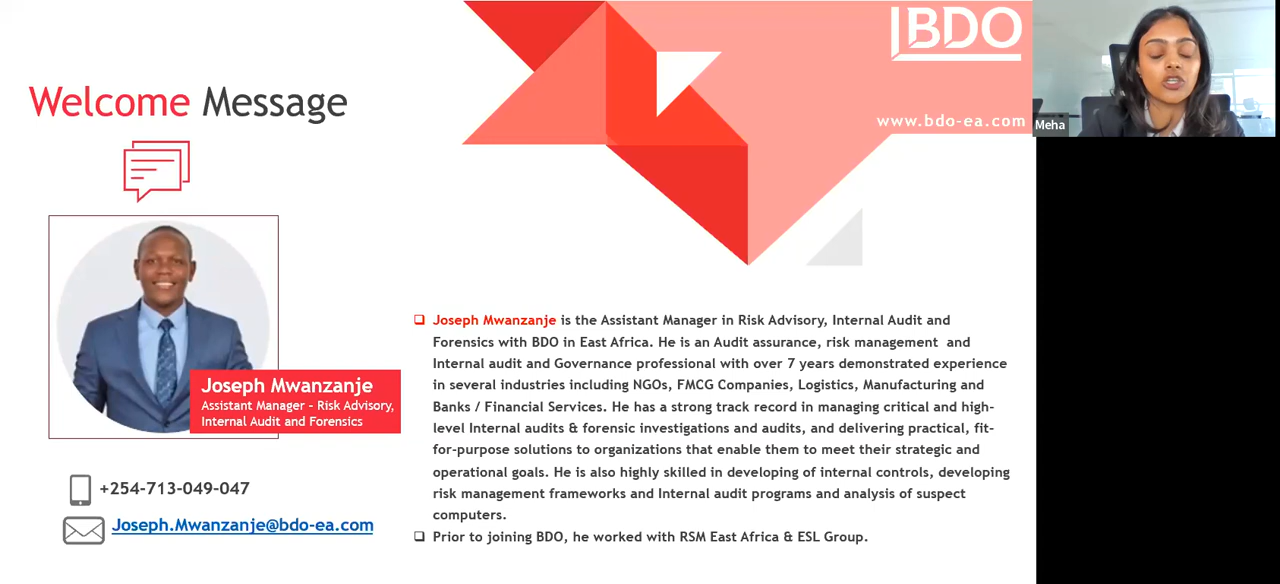 BDO
www.bdo-ea.com
Meha
Welcome Message
Joseph Mwanzanje
Assistant Manager – Risk Advisory,
Internal Audit and Forensics
+254-713-049-047
Joseph.Mwanzanje@bdo-ea.com
Joseph Mwanzanje is the Assistant Manager in Risk Advisory, Internal Audit and
Forensics with BDO in East Africa. He is an Audit assurance, risk management and
Internal audit and Governance professional with over 7 years demonstrated experience
in several industries including NGOs, FMCG Companies, Logistics, Manufacturing and
Banks / Financial Services. He has a strong track record in managing critical and high-
level Internal audits & forensic investigations and audits, and delivering practical, fit-
for-purpose solutions to organizations that enable them to meet their strategic and
operational goals. He is also highly skilled in developing of internal controls, developing
risk management frameworks and Internal audit programs and analysis of suspect
computers.
Prior to joining BDO, he worked with RSM East Africa & ESL Group.